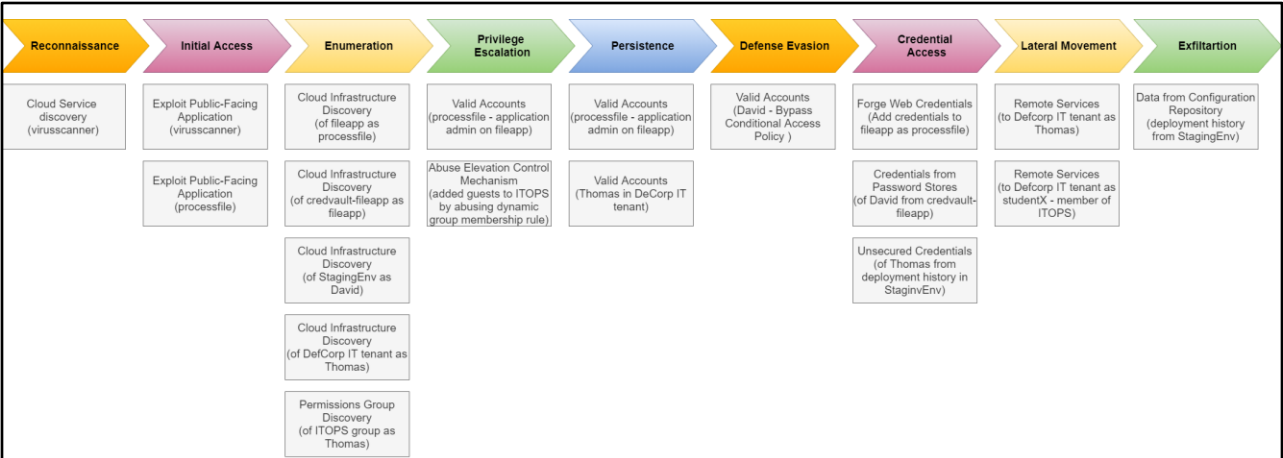 Reconnaissance
Initial Access
Enumeration
Privilege
Escalation
Persistence
Defense Evasion
Credential
Access
Lateral Movement
Exfiltartion
Cloud Service
discovery
(virusscanner)
Exploit Public-Facing
Application
(virusscanner)
Exploit Public-Facing
Application
(processfile)
Cloud Infrastructure
Discovery
(of fileapp as
processfile)
Cloud Infrastructure
Discovery
(of credvault-fileapp as
fileapp)
Cloud Infrastructure
Discovery
(of StagingEnv as
David)
Cloud Infrastructure
Discovery
(of DefCorp IT tenant as
Thomas)
Permissions Group
Discovery
(of ITOPS group as
Thomas)
Valid Accounts
(processfile - application
admin on fileapp)
Abuse Elevation Control
Mechanism
(added guests to ITOPS
by abusing dynamic
group membership rule)
Valid Accounts
(processfile - application
admin on fileapp)
Valid Accounts
(Thomas in DeCorp IT
tenant)
Valid Accounts
(David - Bypass
Conditional Access
Policy )
Forge Web Credentials
(Add credentials to
fileapp as processfile)
Credentials from
Password Stores
(of David from credvault-
fileapp)
Unsecured Credentials
(of Thomas from
deployment history in
StaginvEnv)
Remote Services
(to Defcorp IT tenant as
Thomas)
Remote Services
(to Defcorp IT tenant as
studentX - member of
ITOPS)
Data from Configuration
Repository
(deployment history
from StagingEnv)